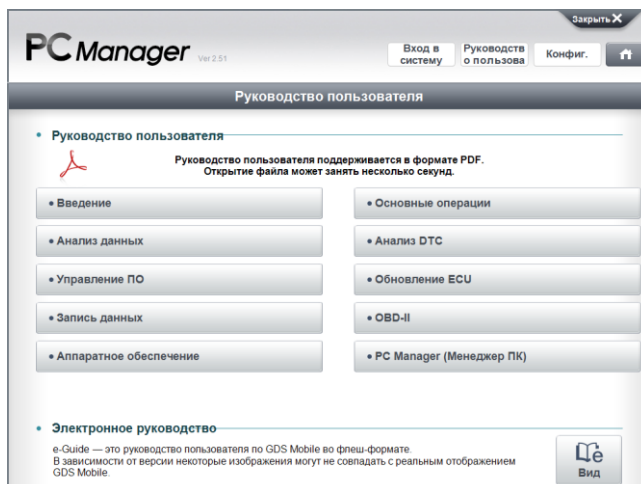 Закрыть X
PC Manager Ver 2.51
Вход в систему
Руководств о пользова
Конфиг.
Руководство пользователя
• Руководство пользователя
Руководство пользователя поддерживается в формате PDF.
Открытие файла может занять несколько секунд.
• Введение
• Основные операции
• Анализ данных
• Анализ DTC
• Управление ПО
• Обновление ECU
• Запись данных
• OBD-II
• Аппаратное обеспечение
• PC Manager (Менеджер ПК)
• Электронное руководство
e-Guide — это руководство пользователя по GDS Mobile во флеш-формате.
В зависимости от версии некоторые изображения могут не совпадать с реальным отображением
GDS Mobile.
e
Вид